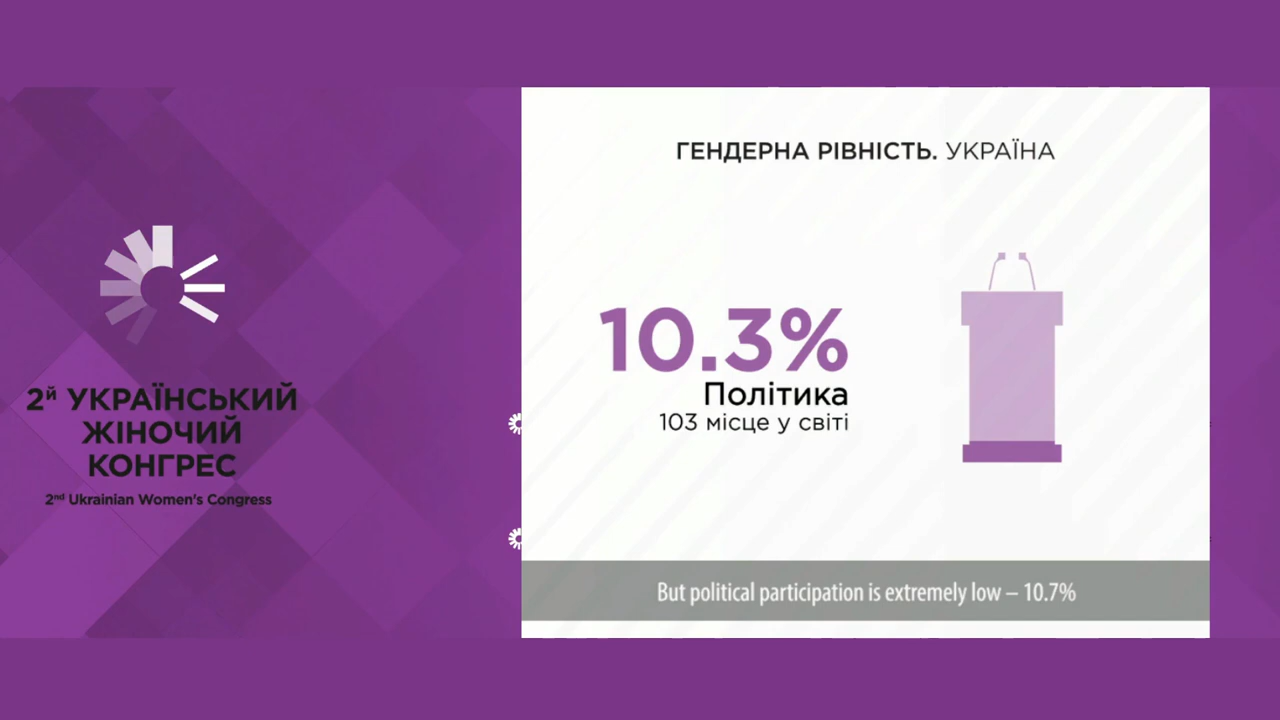 2й УКРАЇНСЬКИЙ
ЖІНОЧИЙ
КОНГРЕС
2nd Ukrainian Women's Congress
ГЕНДЕРНА РІВНІСТЬ. УКРАЇНА
10.3%
Політика
103 місце у світі
But political participation is extremely low – 10.7%